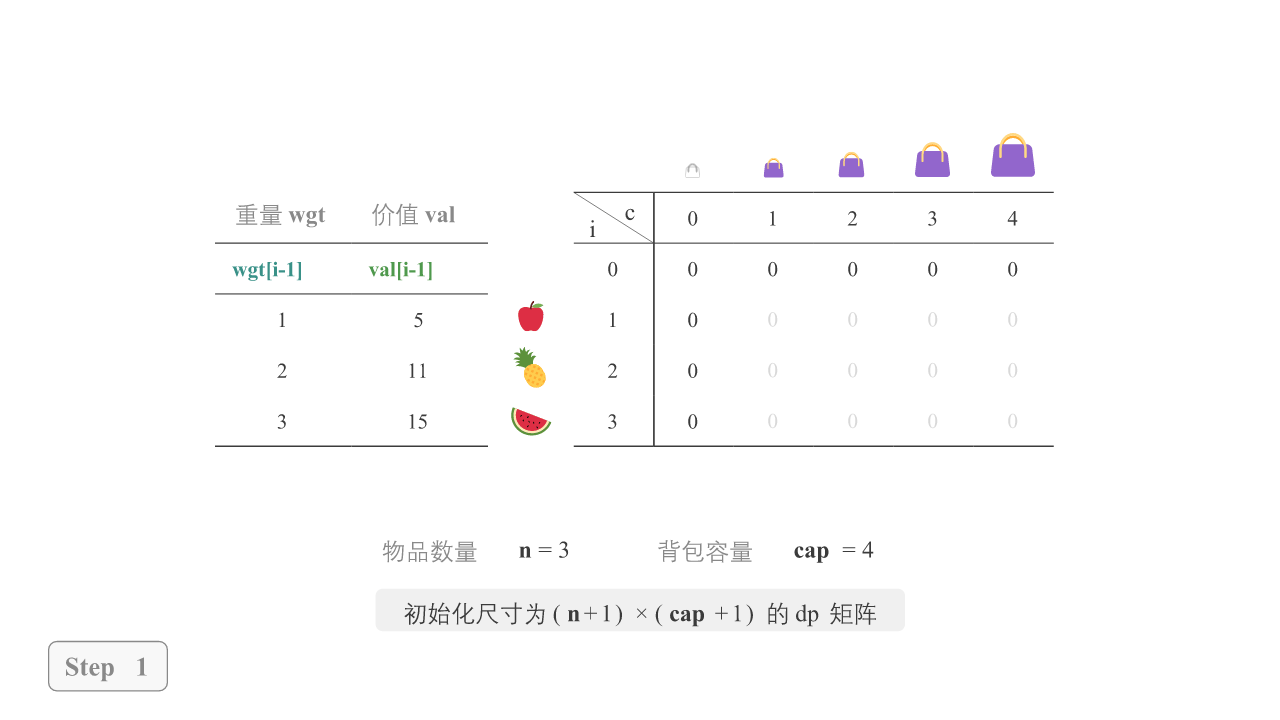 重量 wgt 价值 val
wgt[i-1] val[i-1]
1 5
2 11
3 15
i c 0 1 2 3 4
0 0 0 0 0 0
1 0 0 0 0 0
2 0 0 0 0 0
3 0 0 0 0 0
物品数量 n = 3 背包容量 cap = 4
初始化尺寸为 ( n+1 ) × ( cap +1 ) 的 dp 矩阵
Step 1